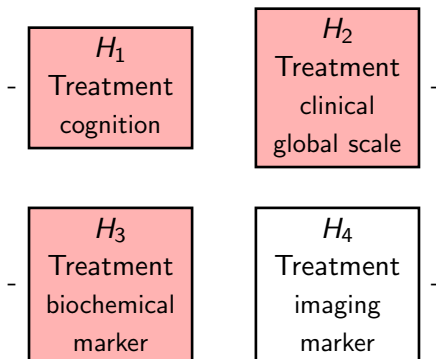 H₁
Treatment
cognition
H₂
Treatment
clinical
global scale
H₃
Treatment
biochemical
marker
H₄
Treatment
imaging
marker